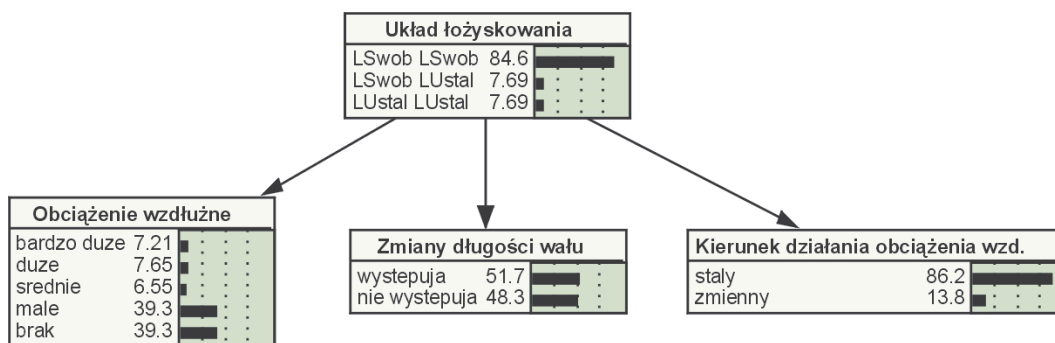 Układ łożyskowania
LSwob LSwob 84.6
LSwob LUstal 7.69
LUstal LUstal 7.69
Obciążenie wzdłużne
bardzo duze 7.21
duze 7.65
srednie 6.55
male 39.3
brak 39.3
Zmiany długości wału
wystepuja 51.7
nie wystepuja 48.3
Kierunek działania obciążenia wzd.
staly 86.2
zmienny 13.8